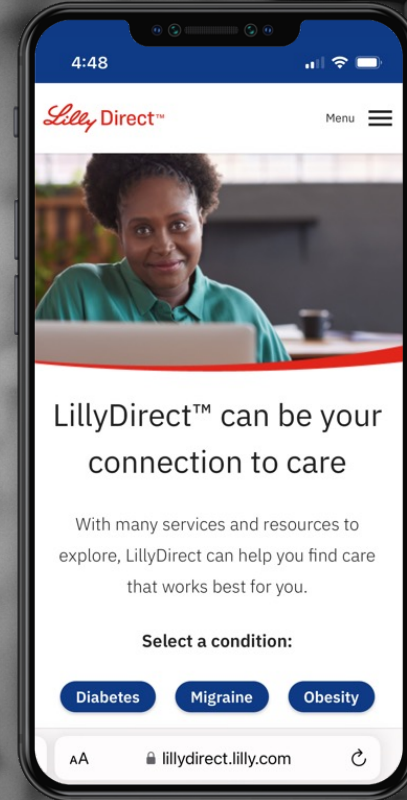 4:48
Lilly Direct™
Menu
LillyDirect™ can be your
connection to care
With many services and resources to
explore, LillyDirect can help you find care
that works best for you.
Select a condition:
Diabetes Migraine Obesity
AA lillydirect.lilly.com